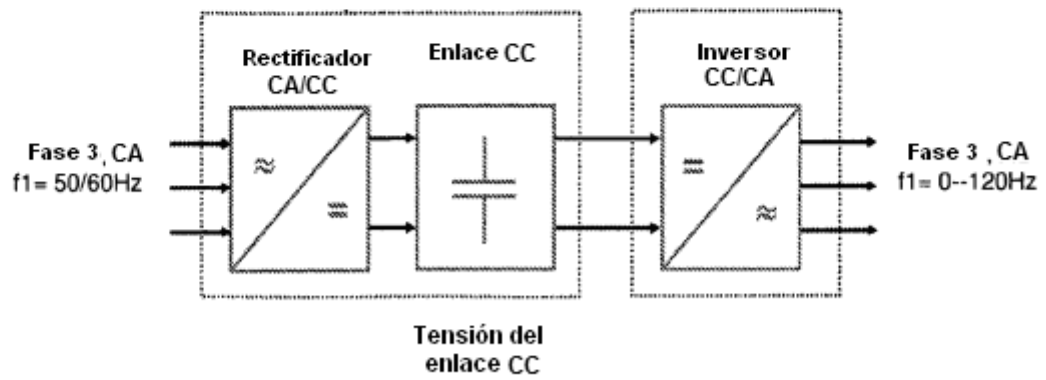 Rectificador
CA/CC
Enlace CC
Inversor
CC/CA
Fase 3, CA
f1= 50/60Hz
Fase 3 , CA
f1= 0--120Hz
Tensión del
enlace CC